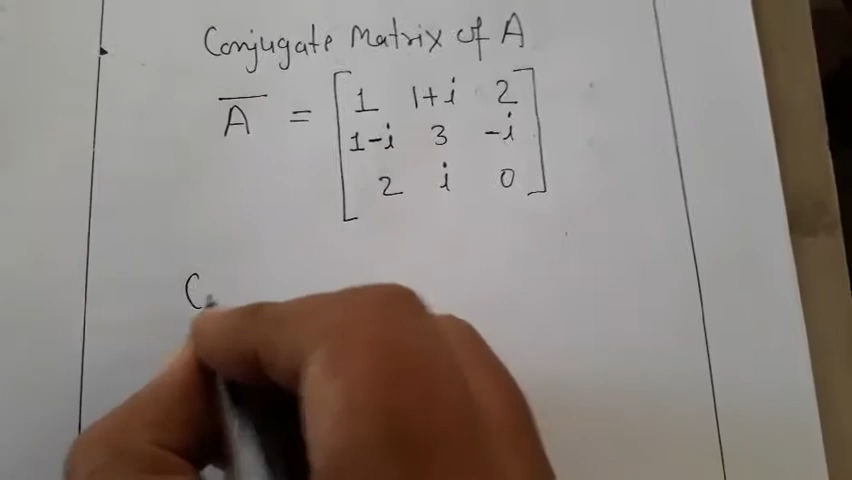 Conjugate Matrix of A
A̅ = [ 1 1+i 2
1-i 3 -i
2 i 0 ]
C